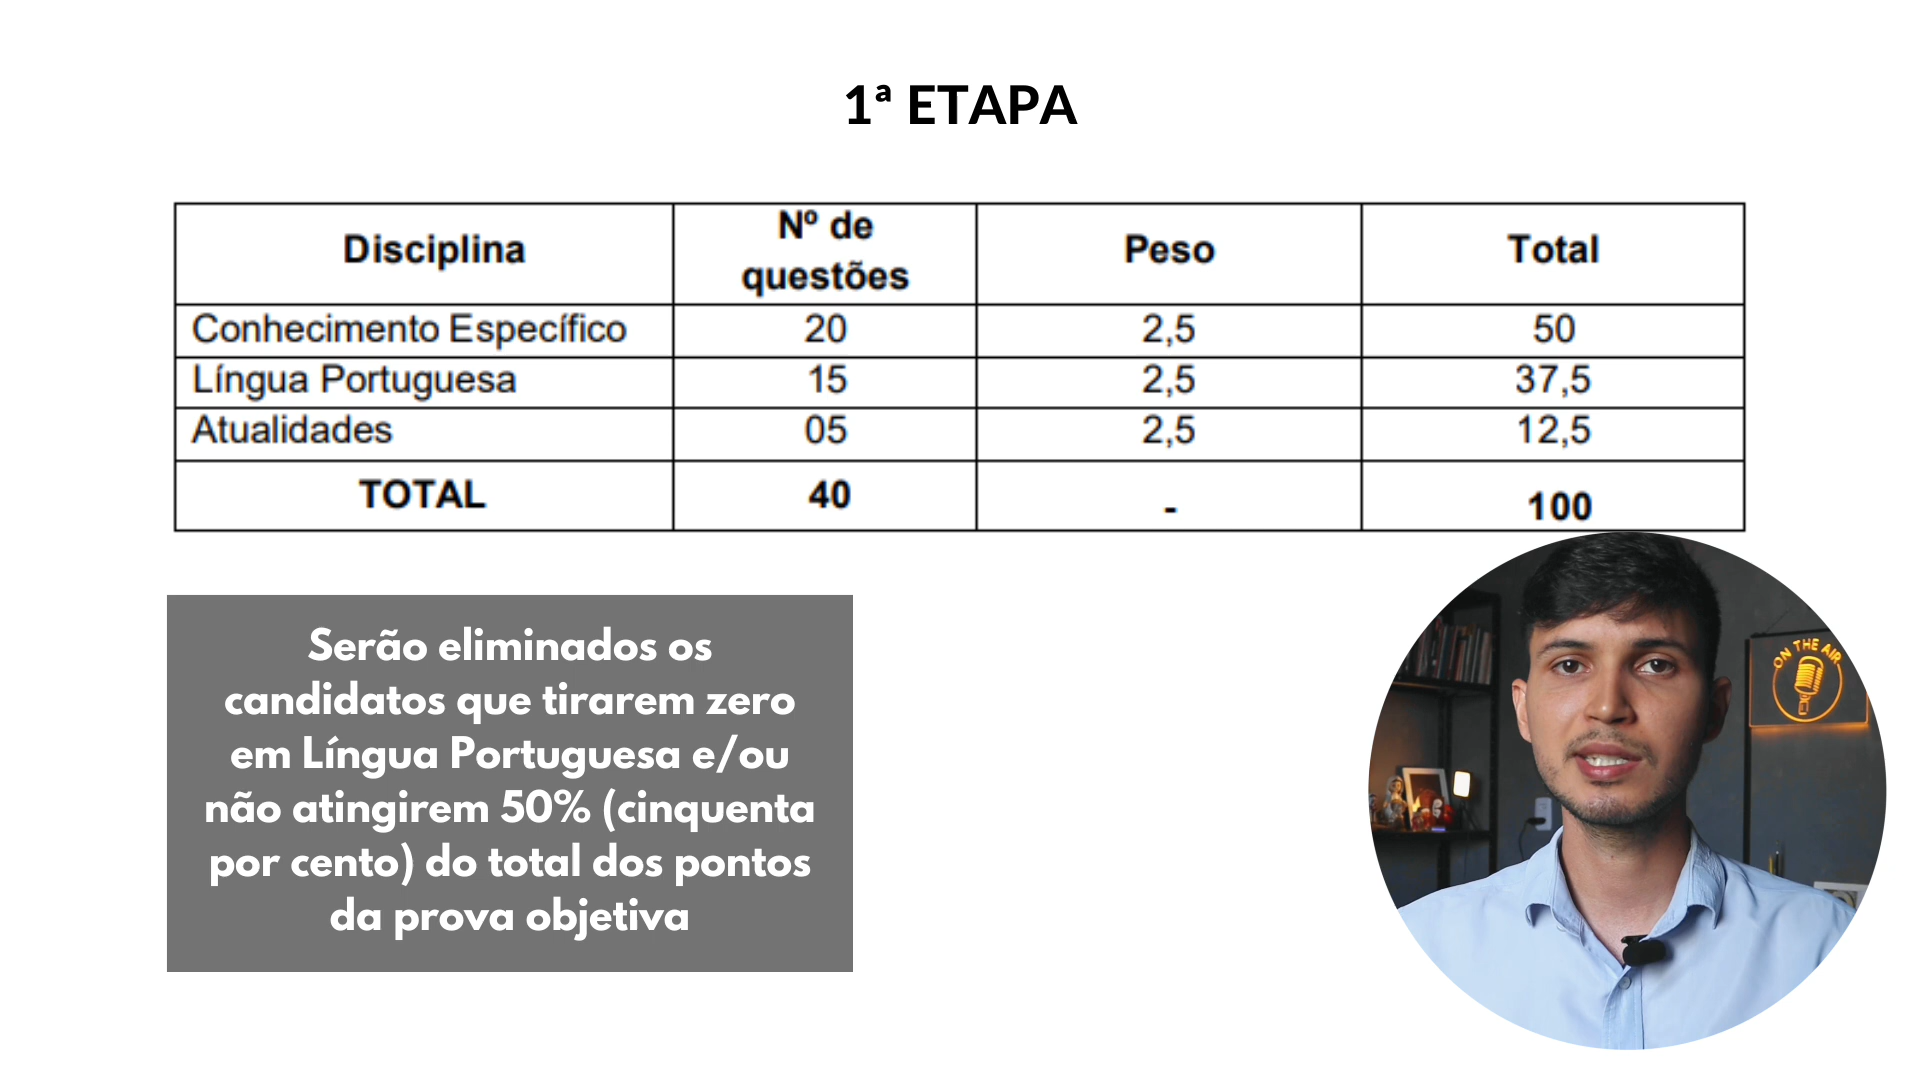 1ª ETAPA
Disciplina Nº de questões Peso Total
Conhecimento Específico 20 2,5 50
Língua Portuguesa 15 2,5 37,5
Atualidades 05 2,5 12,5
TOTAL 40 - 100
Serão eliminados os
candidatos que tirarem zero
em Língua Portuguesa e/ou
não atingirem 50% (cinquenta
por cento) do total dos pontos
da prova objetiva
ON THE AIR